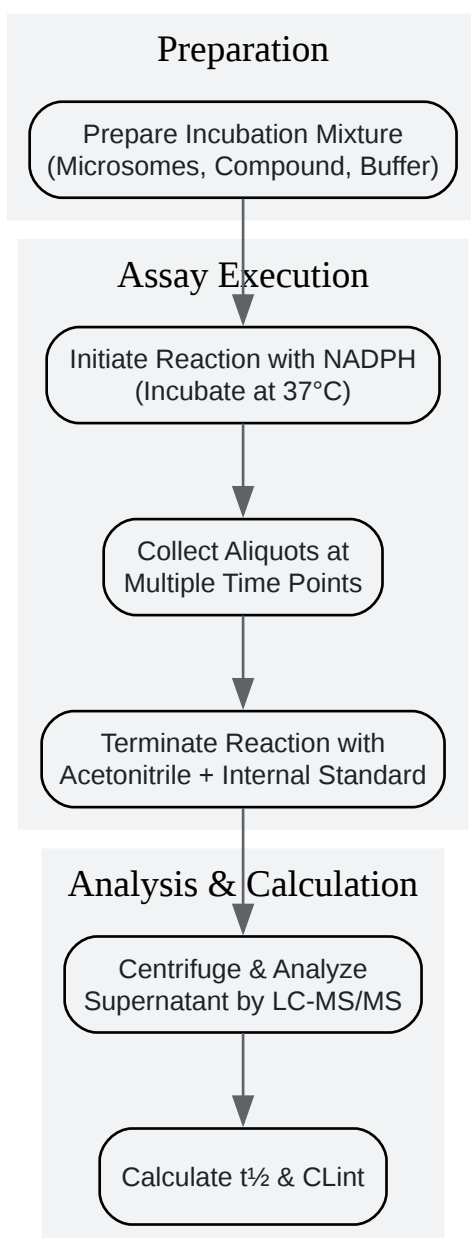 Preparation
Prepare Incubation Mixture
(Microsomes, Compound, Buffer)
Assay Execution
Initiate Reaction with NADPH
(Incubate at 37°C)
Collect Aliquots at
Multiple Time Points
Terminate Reaction with
Acetonitrile + Internal Standard
Analysis & Calculation
Centrifuge & Analyze
Supernatant by LC-MS/MS
Calculate t½ & CLint